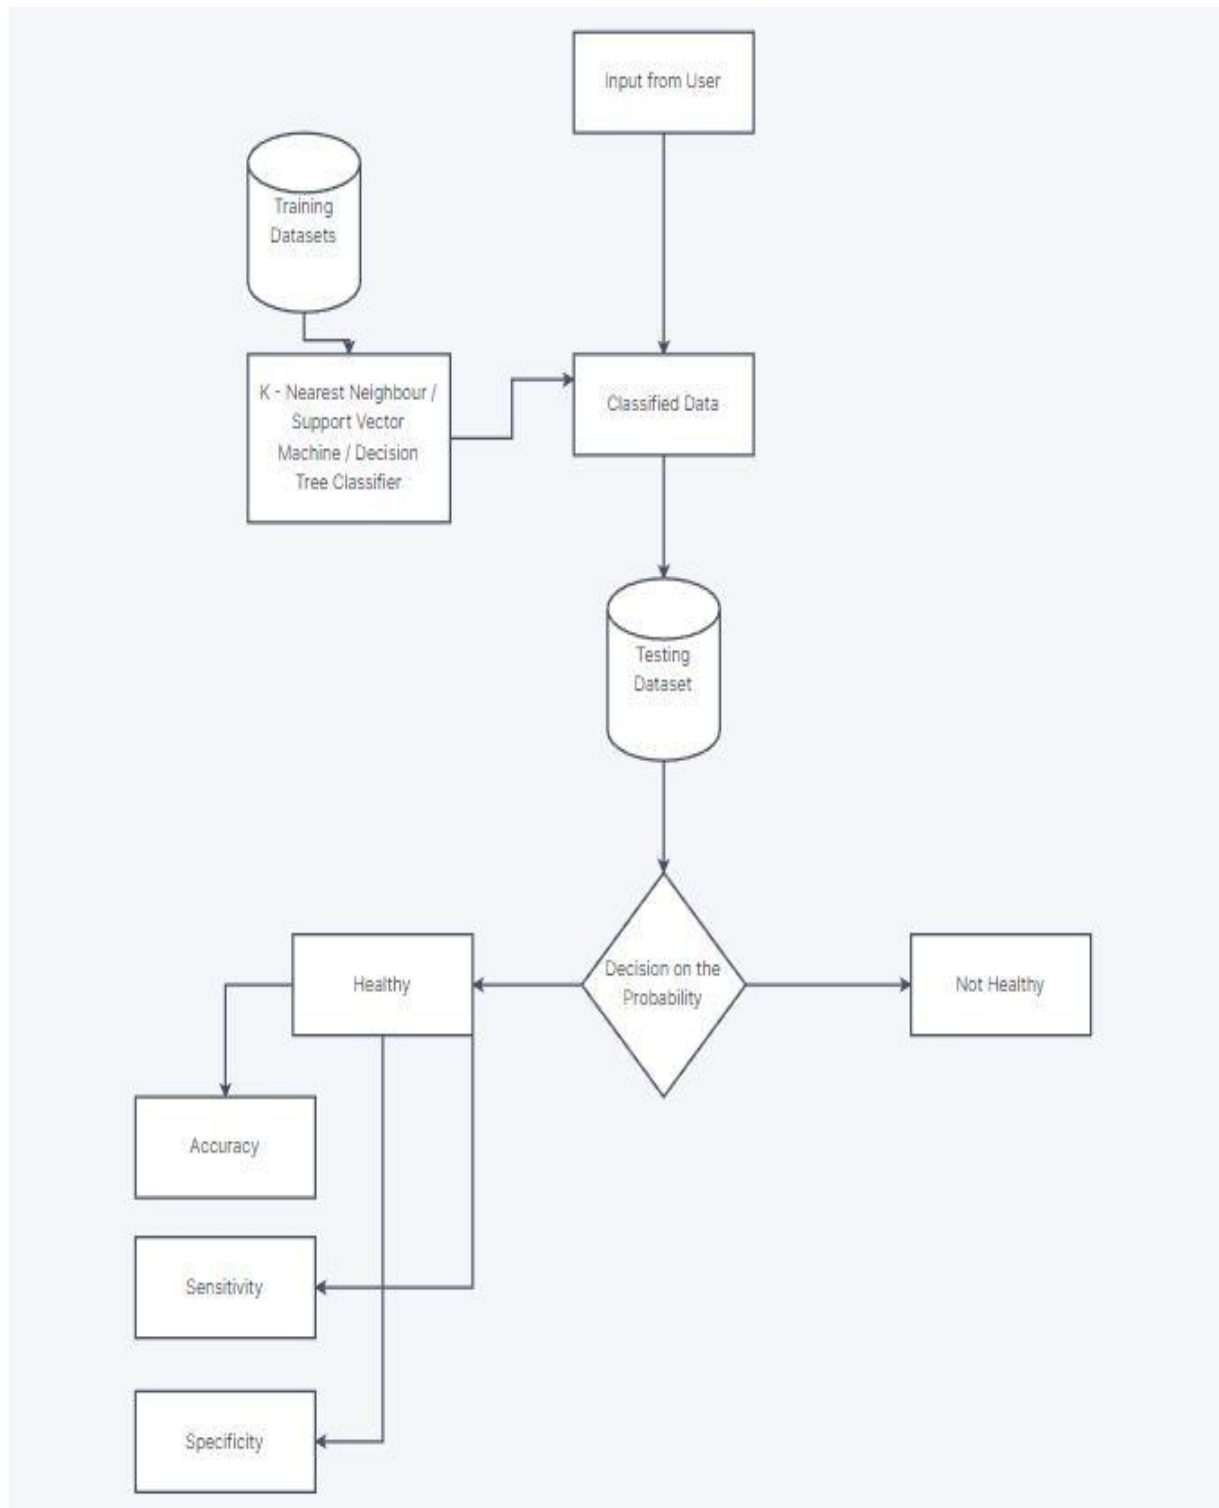 Input from User
Training
Datasets
K - Nearest Neighbour /
Support Vector
Machine / Decision
Tree Classifier
Classified Data
Testing
Dataset
Decision on the
Probability
Healthy
Not Healthy
Accuracy
Sensitivity
Specificity